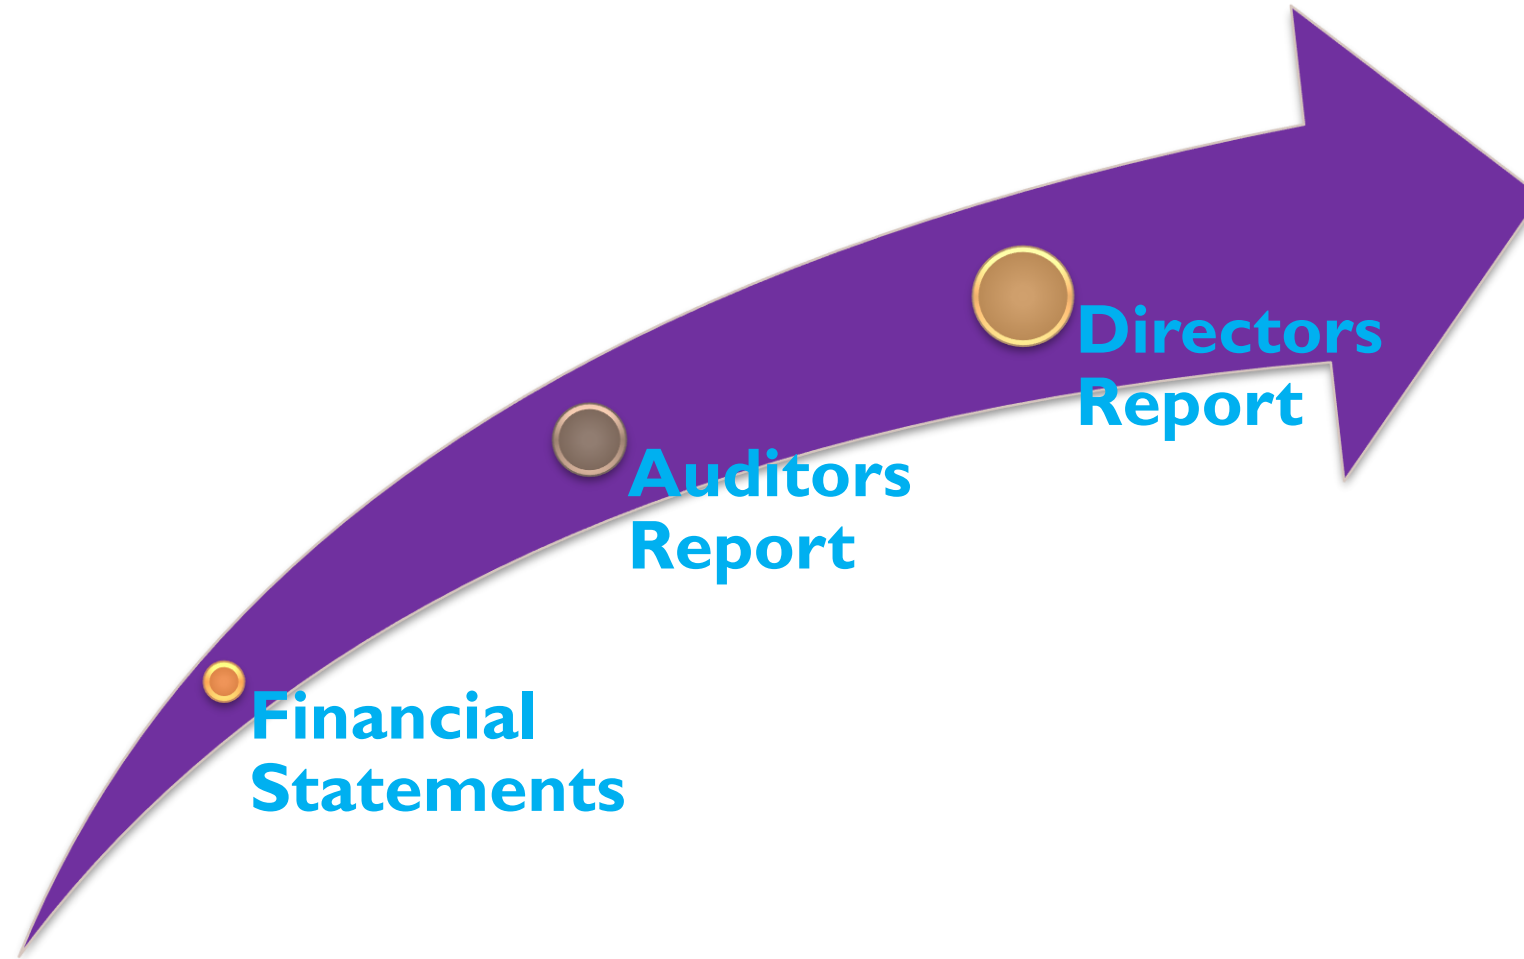 Directors
Report
Auditors
Report
Financial
Statements